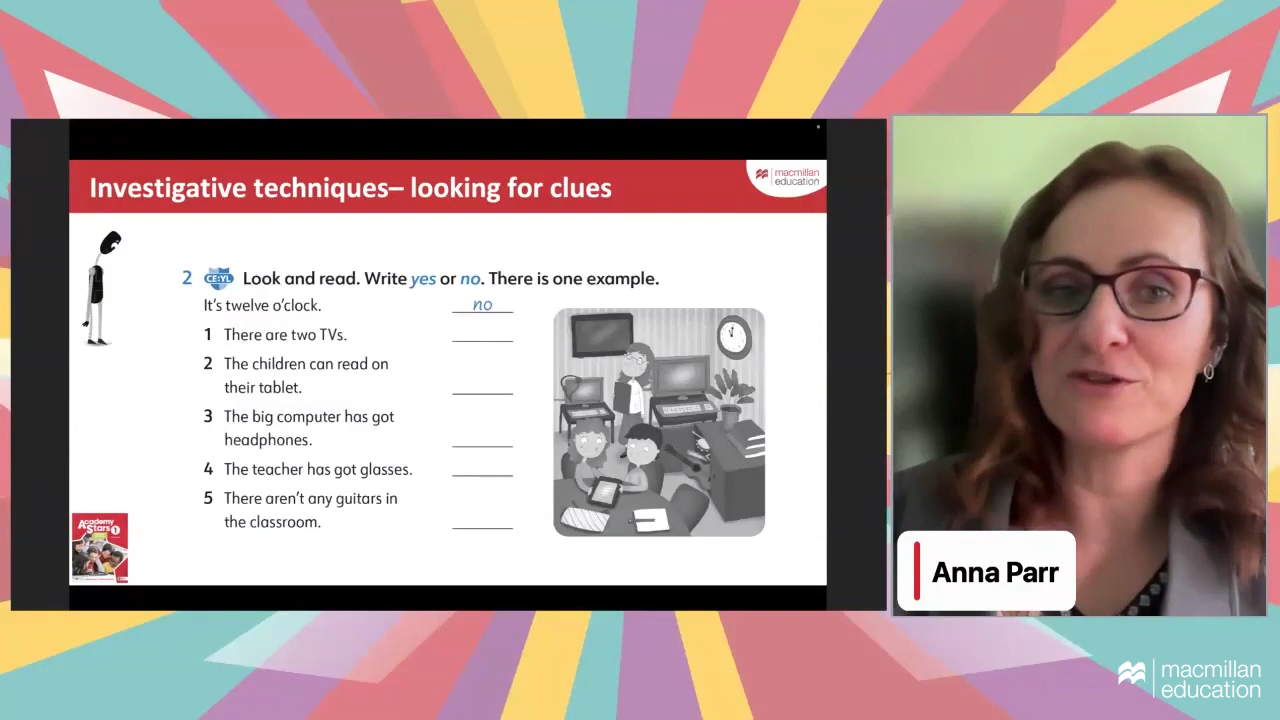 Investigative techniques– looking for clues
macmillan
education
2 CE:YL Look and read. Write yes or no. There is one example.
It's twelve o'clock. no
1 There are two TVs.
2 The children can read on
their tablet.
3 The big computer has got
headphones.
4 The teacher has got glasses.
5 There aren't any guitars in
the classroom.
Academy
Stars 1
Anna Parr
macmillan
education